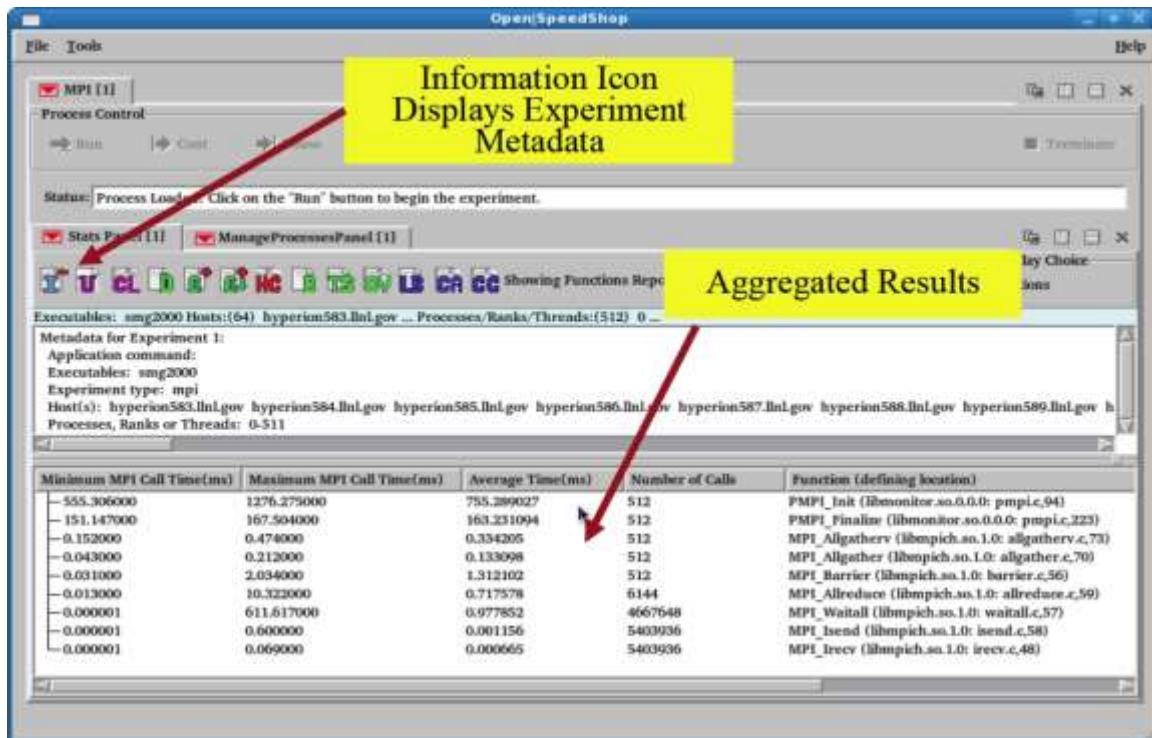 Open|SpeedShop
File Tools Help
Information Icon
Displays Experiment
Metadata
MPI [1]
Process Control
Run Cont Terminate
Status: Process Loaded: Click on the "Run" button to begin the experiment.
Stats Panel [1] ManageProcessesPanel [1]
I U CL D HC B TS OV LB CA CC Showing Functions Repo
Aggregated Results
lay Choice
ions
Executables: smg2000 Hosts:(64) hyperion583.llnl.gov ... Processes/Ranks/Threads:(512) 0 ...
Metadata for Experiment 1:
Application command:
Executables: smg2000
Experiment type: mpi
Host(s): hyperion583.llnl.gov hyperion584.llnl.gov hyperion585.llnl.gov hyperion586.llnl.gov hyperion587.llnl.gov hyperion588.llnl.gov hyperion589.llnl.gov h
Processes, Ranks or Threads: 0-511
Minimum MPI Call Time(ms) Maximum MPI Call Time(ms) Average Time(ms) Number of Calls Function (defining location)
555.306000 1276.275000 755.289027 512 PMPI_Init (libmonitor.so.0.0.0: pmpi.c,94)
151.147000 167.504000 163.231094 512 PMPI_Finalize (libmonitor.so.0.0.0: pmpi.c,223)
0.152000 0.474000 0.334205 512 MPI_Allgatherv (libmpich.so.1.0: allgatherv.c,73)
0.043000 0.212000 0.133098 512 MPI_Allgather (libmpich.so.1.0: allgather.c,70)
0.031000 2.034000 1.312102 512 MPI_Barrier (libmpich.so.1.0: barrier.c,56)
0.013000 10.322000 0.717578 6144 MPI_Allreduce (libmpich.so.1.0: allreduce.c,59)
0.000001 611.617000 0.977852 4667648 MPI_Waitall (libmpich.so.1.0: waitall.c,57)
0.000001 0.600000 0.001156 5403936 MPI_Isend (libmpich.so.1.0: isend.c,58)
0.000001 0.069000 0.000665 5403936 MPI_Irecv (libmpich.so.1.0: irecv.c,48)